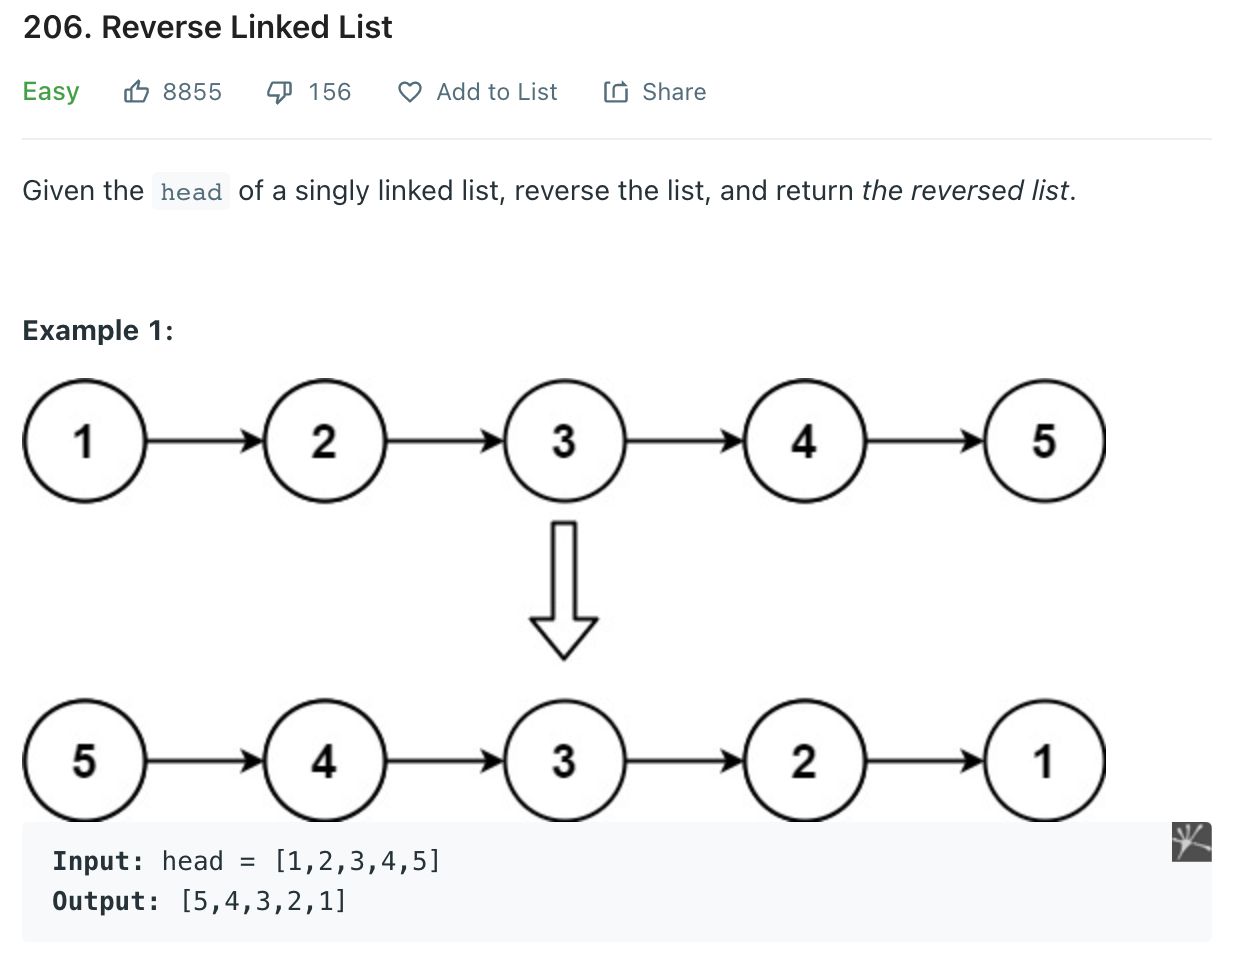 206. Reverse Linked List
Easy 8855 156 Add to List Share
Given the head of a singly linked list, reverse the list, and return the reversed list.
Example 1:
1 2 3 4 5
5 4 3 2 1
Input: head = [1,2,3,4,5]
Output: [5,4,3,2,1]